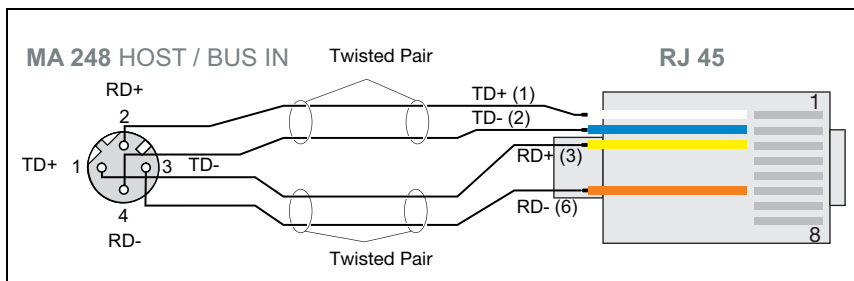 MA 248 HOST / BUS IN
Twisted Pair
RJ 45
RD+
TD+ (1)
1
2
TD- (2)
TD+ 1
3 TD-
RD+ (3)
4
RD- (6)
RD-
8
Twisted Pair